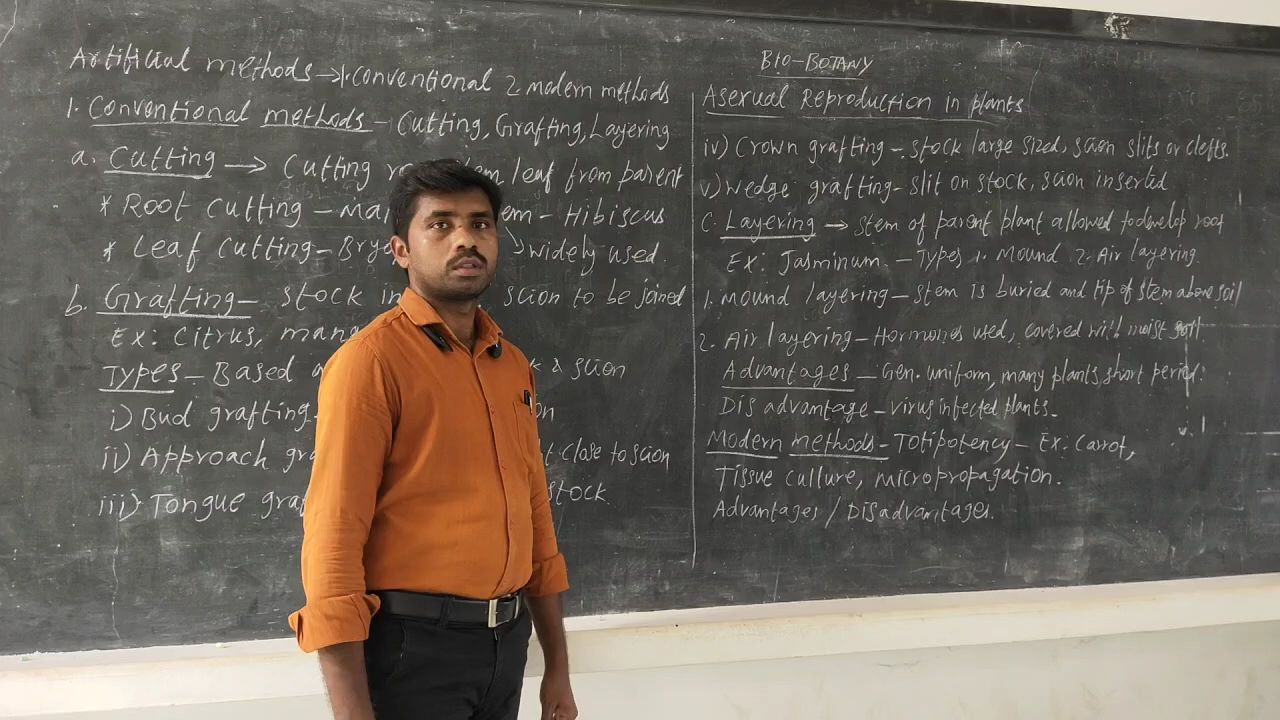 Artificial methods → 1. Conventional 2. modern methods
1. Conventional methods - Cutting, Grafting, Layering
a. Cutting → Cutting leaf from parent
* Root cutting - Hibiscus
* Leaf cutting - widely used.
b. Grafting - stock scion to be joined
Ex: Citrus,
Types - Based & scion
i) Bud grafting
ii) Approach close to scion
iii) Tongue stock.
BIO-BOTANY
Asexual Reproduction in plants
iv) Crown grafting - stock large sized, scion slits or clefts.
v) Wedge grafting - slit on stock, scion inserted
C. Layering → stem of parent plant allowed to develop root
Ex: Jasminum. - Types 1. Mound 2. Air layering.
1. Mound layering - stem is buried and tip of stem above soil
2. Air layering - Hormones used, covered with moist soil.
Advantages - Gen. uniform, many plants, short period.
Dis advantage - virus infected plants.
Modern methods - Totipotency - Ex: Carrot,
Tissue culture, micropropagation.
Advantages / Disadvantages.